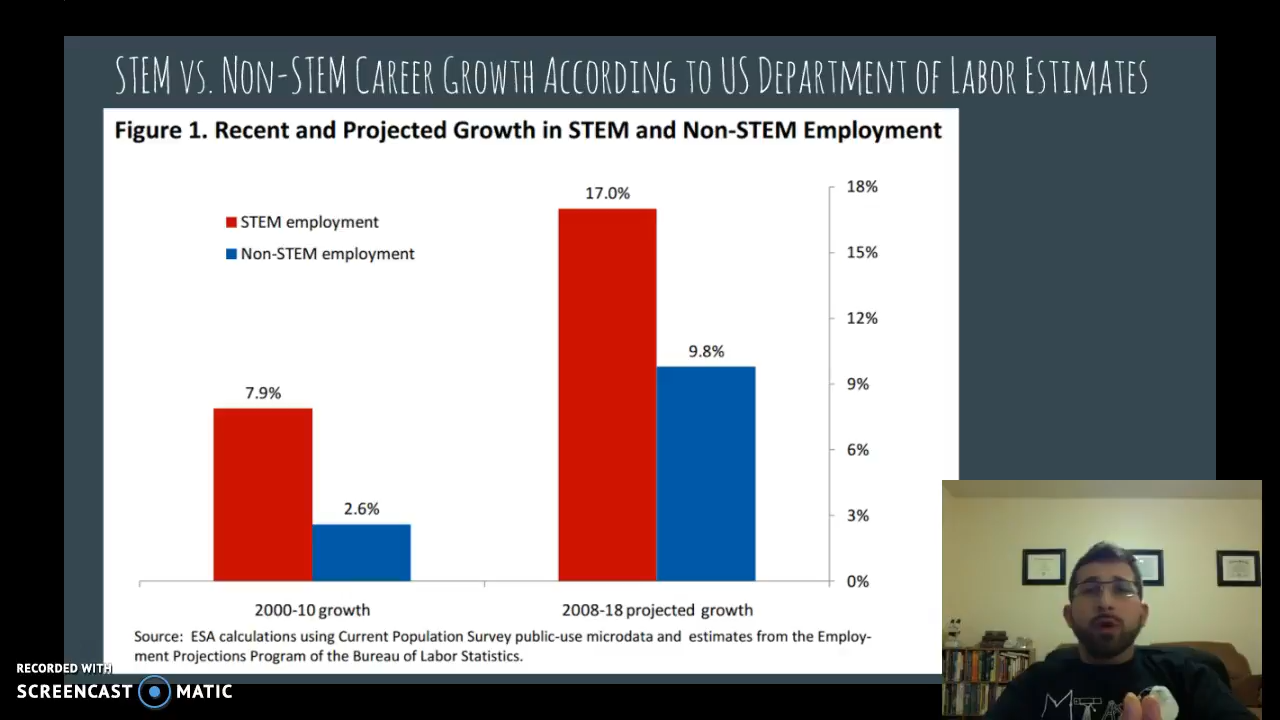 STEM VS. NON-STEM CAREER GROWTH ACCORDING TO US DEPARTMENT OF LABOR ESTIMATES
Figure 1. Recent and Projected Growth in STEM and Non-STEM Employment
STEM employment
Non-STEM employment
17.0%
9.8%
7.9%
2.6%
18%
15%
12%
9%
6%
3%
0%
2000-10 growth
2008-18 projected growth
Source: ESA calculations using Current Population Survey public-use microdata and estimates from the Employ-
ment Projections Program of the Bureau of Labor Statistics.
RECORDED WITH
SCREENCAST MATIC